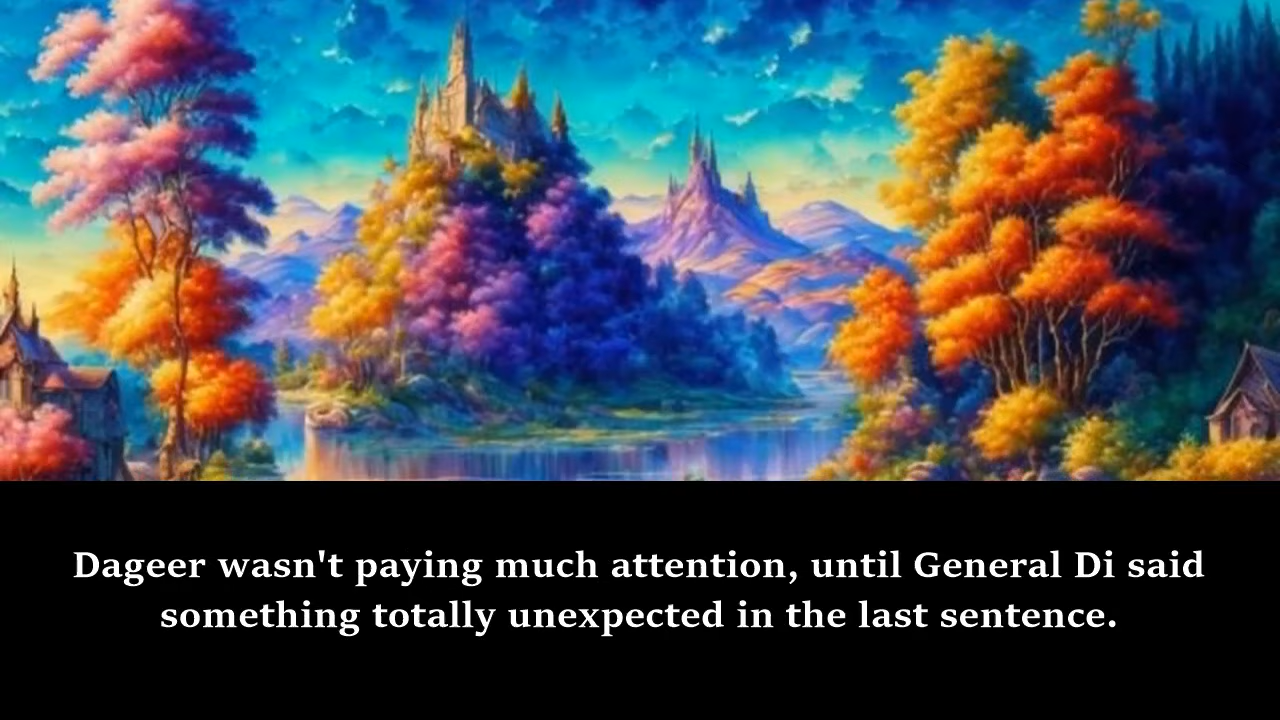 Dageer wasn't paying much attention, until General Di said
something totally unexpected in the last sentence.